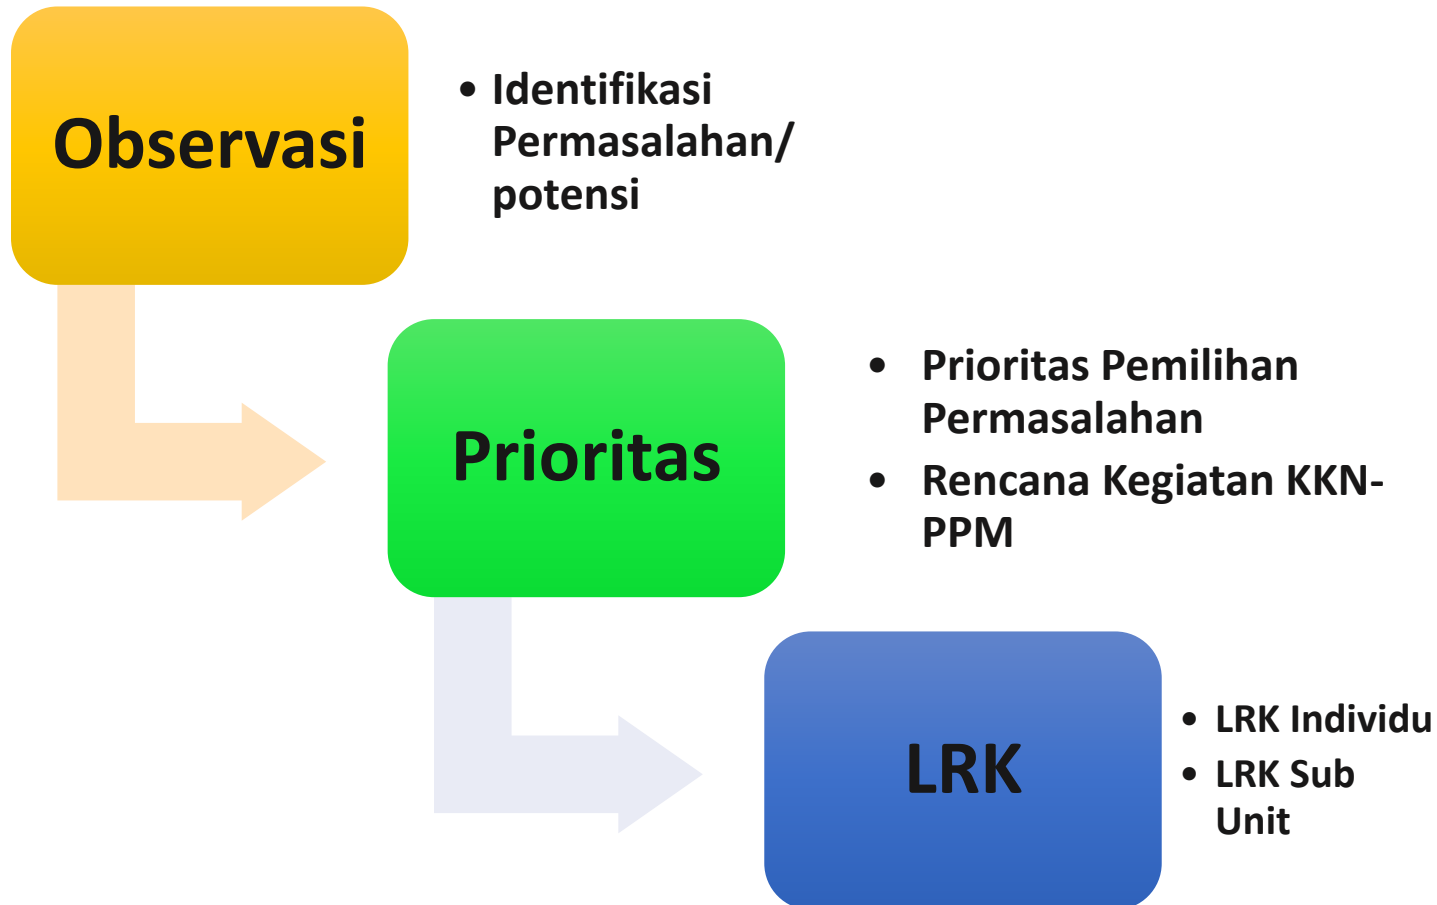 Observasi
• Identifikasi
Permasalahan/
potensi
Prioritas
• Prioritas Pemilihan
Permasalahan
• Rencana Kegiatan KKN-
PPM
LRK
• LRK Individu
• LRK Sub
Unit